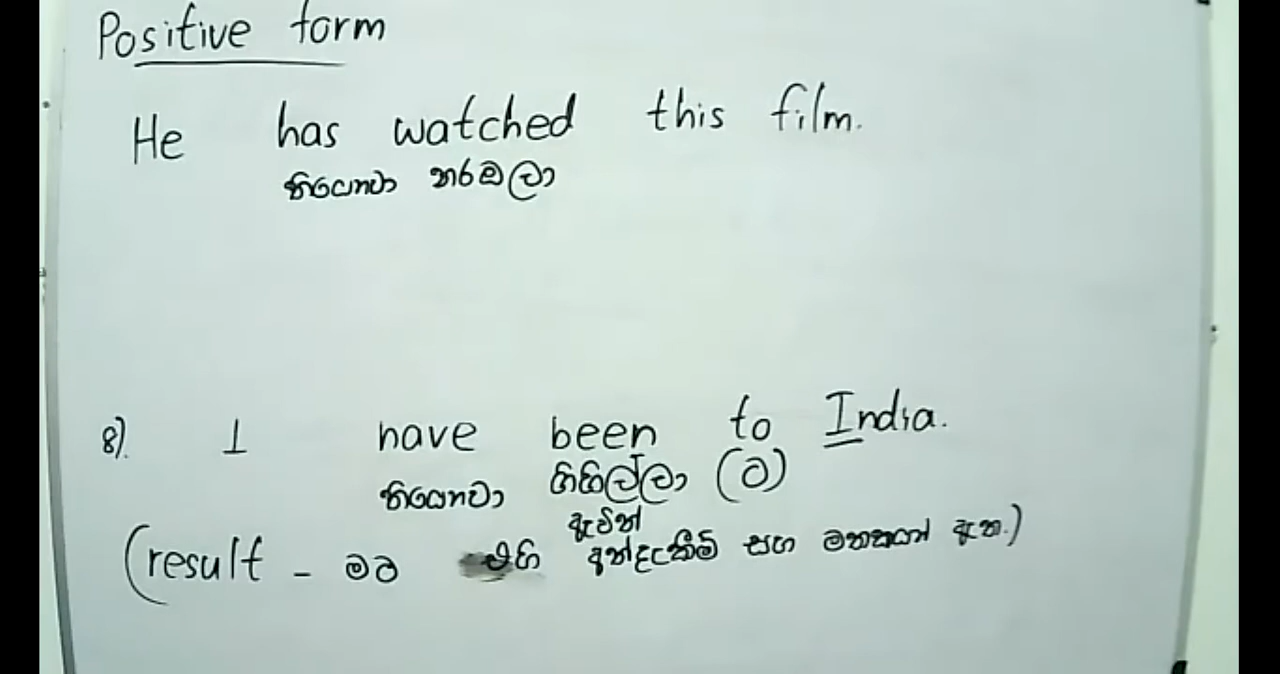 Positive form
He has watched this film.
තියෙනවා නරඹලා
8). I have been to India.
තියෙනවා ගිහිල්ලා (ට)
ඇවිත්
(result - මට එහි අත්දැකීම් සහ මතකයන් ඇත.)